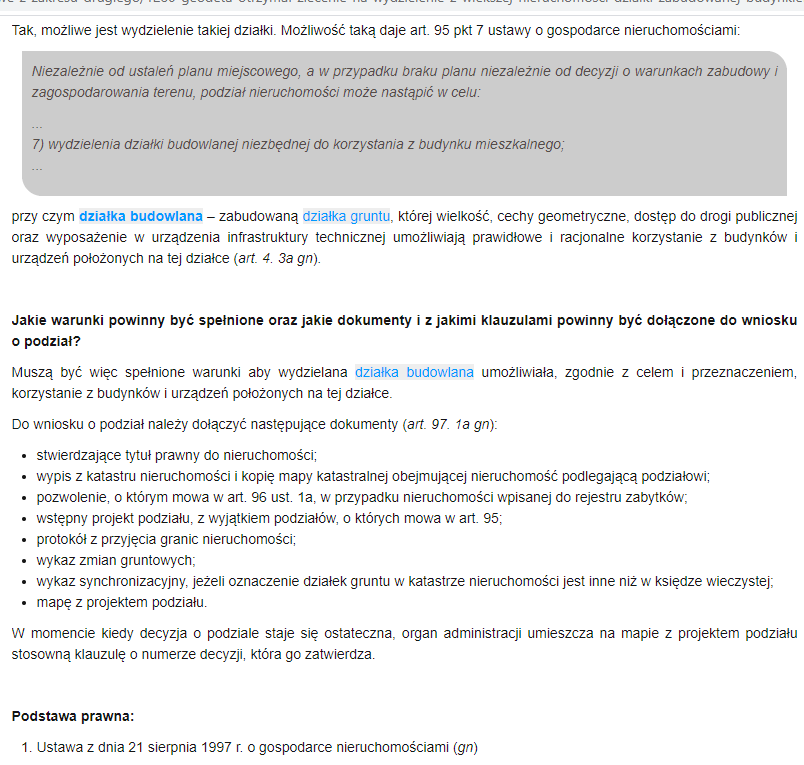 Tak, możliwe jest wydzielenie takiej działki. Możliwość taką daje art. 95 pkt 7 ustawy o gospodarce nieruchomościami:
Niezależnie od ustaleń planu miejscowego, a w przypadku braku planu niezależnie od decyzji o warunkach zabudowy i
zagospodarowania terenu, podział nieruchomości może nastąpić w celu:
...
7) wydzielenia działki budowlanej niezbędnej do korzystania z budynku mieszkalnego;
...
przy czym działka budowlana – zabudowaną działka gruntu, której wielkość, cechy geometryczne, dostęp do drogi publicznej
oraz wyposażenie w urządzenia infrastruktury technicznej umożliwiają prawidłowe i racjonalne korzystanie z budynków i
urządzeń położonych na tej działce (art. 4. 3a gn).
Jakie warunki powinny być spełnione oraz jakie dokumenty i z jakimi klauzulami powinny być dołączone do wniosku
o podział?
Muszą być więc spełnione warunki aby wydzielana działka budowlana umożliwiała, zgodnie z celem i przeznaczeniem,
korzystanie z budynków i urządzeń położonych na tej działce.
Do wniosku o podział należy dołączyć następujące dokumenty (art. 97. 1a gn):
• stwierdzające tytuł prawny do nieruchomości;
• wypis z katastru nieruchomości i kopię mapy katastralnej obejmującej nieruchomość podlegającą podziałowi;
• pozwolenie, o którym mowa w art. 96 ust. 1a, w przypadku nieruchomości wpisanej do rejestru zabytków;
• wstępny projekt podziału, z wyjątkiem podziałów, o których mowa w art. 95;
• protokół z przyjęcia granic nieruchomości;
• wykaz zmian gruntowych;
• wykaz synchronizacyjny, jeżeli oznaczenie działek gruntu w katastrze nieruchomości jest inne niż w księdze wieczystej;
• mapę z projektem podziału.
W momencie kiedy decyzja o podziale staje się ostateczna, organ administracji umieszcza na mapie z projektem podziału
stosowną klauzulę o numerze decyzji, która go zatwierdza.
Podstawa prawna:
1. Ustawa z dnia 21 sierpnia 1997 r. o gospodarce nieruchomościami (gn)